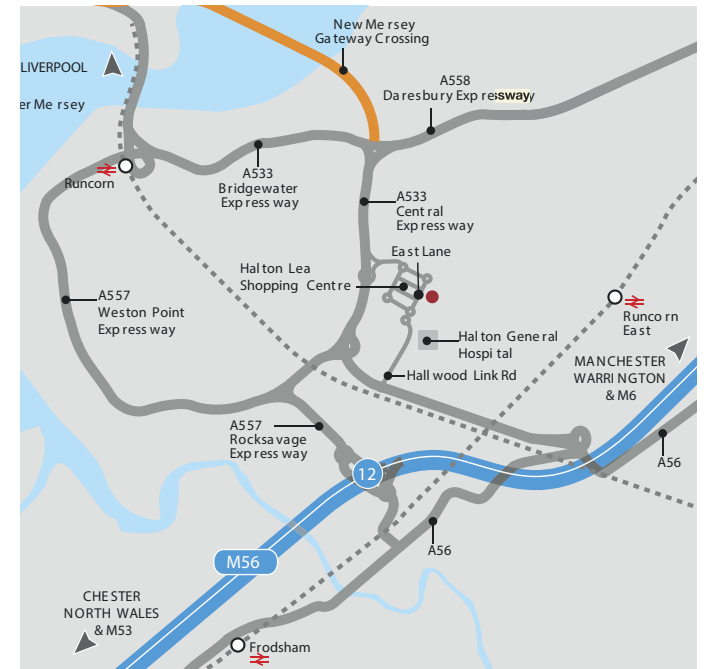 New Mersey
Gateway Crossing
LIVERPOOL
er Mersey
A558
Daresbury Expressway
A533
Bridgewater
Expressway
Runcorn
A533
Central
Expressway
East Lane
Halton Lea
Shopping Centre
A557
Weston Point
Expressway
Runcorn
East
Halton General
Hospital
MANCHESTER
WARRINGTON
& M6
Hallwood Link Rd
A557
Rocksavage
Expressway
A56
12
A56
M56
CHESTER
NORTH WALES
& M53
Frodsham